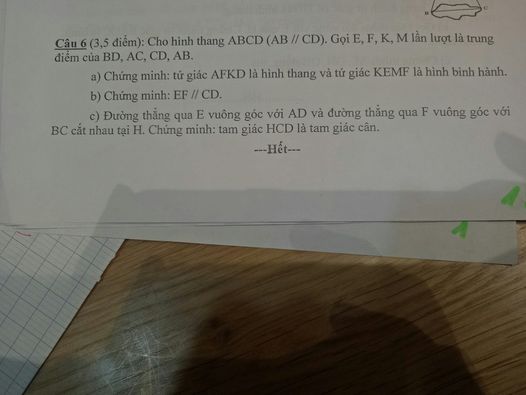 B
C
Câu 6 (3,5 điểm): Cho hình thang ABCD (AB // CD). Gọi E, F, K, M lần lượt là trung
điểm của BD, AC, CD, AB.
a) Chứng minh: tứ giác AFKD là hình thang và tứ giác KEMF là hình bình hành.
b) Chứng minh: EF // CD.
c) Đường thẳng qua E vuông góc với AD và đường thẳng qua F vuông góc với
BC cắt nhau tại H. Chứng minh: tam giác HCD là tam giác cân.
---Hết---